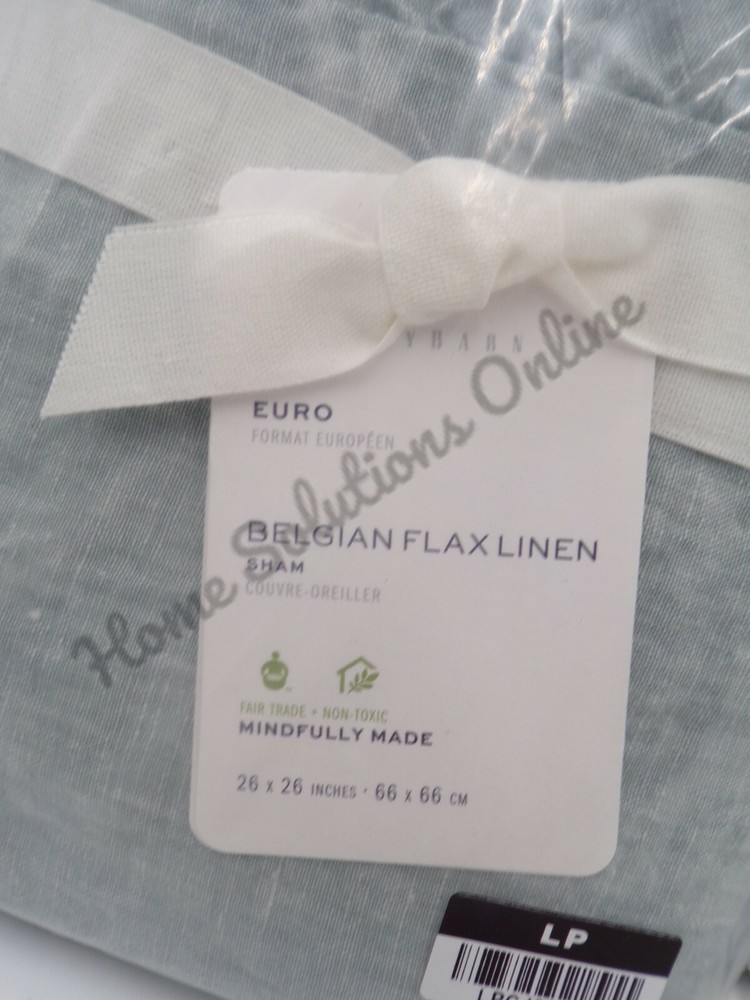 YBARN
EURO
FORMAT EUROPÉEN
BELGIAN FLAX LINEN
SHAM
COUVRE-OREILLER
FAIR TRADE + NON-TOXIC
MINDFULLY MADE
26 x 26 INCHES · 66 x 66 CM
Home Solutions Online
LP